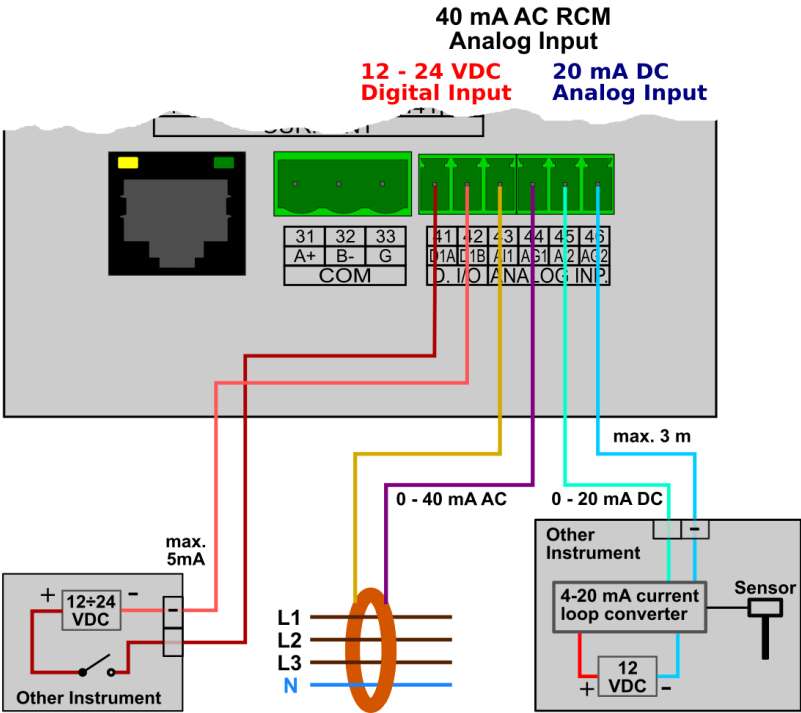 40 mA AC RCM
Analog Input
12 - 24 VDC
Digital Input
20 mA DC
Analog Input
31 32 33
A+ B- G
COM
41 42 43 44 45 46
D1A D1B AI1 AG1 AI2 AG2
D. I/O ANALOG INP.
max. 3 m
0 - 40 mA AC
0 - 20 mA DC
max.
5mA
+ 12÷24 -
VDC
-
Other Instrument
L1
L2
L3
N
-
Other
Instrument
4-20 mA current
loop converter
Sensor
12
VDC
+ -